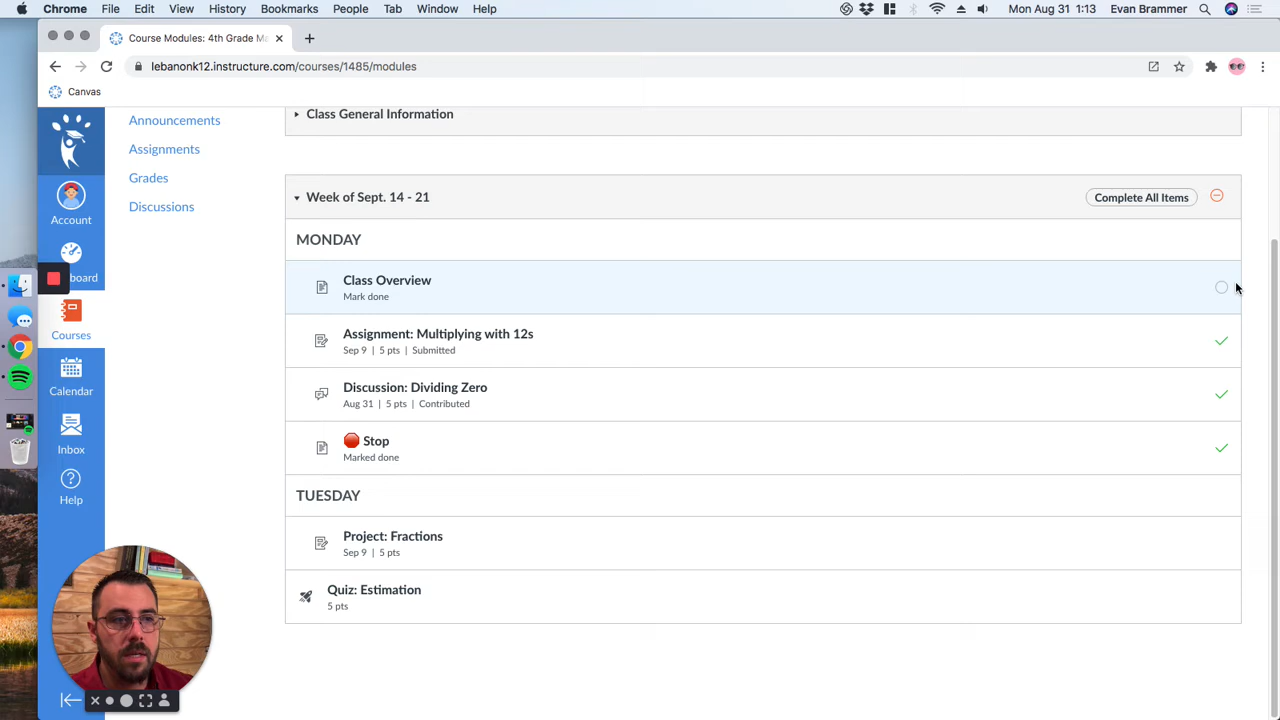 Chrome File Edit View History Bookmarks People Tab Window Help Mon Aug 31 1:13 Evan Brammer
Course Modules: 4th Grade Ma
lebanonk12.instructure.com/courses/1485/modules
Canvas
Account
board
Courses
Calendar
Inbox
Help
Announcements
Assignments
Grades
Discussions
Class General Information
Week of Sept. 14 - 21 Complete All Items
MONDAY
Class Overview
Mark done
Assignment: Multiplying with 12s
Sep 9 | 5 pts | Submitted
Discussion: Dividing Zero
Aug 31 | 5 pts | Contributed
Stop
Marked done
TUESDAY
Project: Fractions
Sep 9 | 5 pts
Quiz: Estimation
5 pts